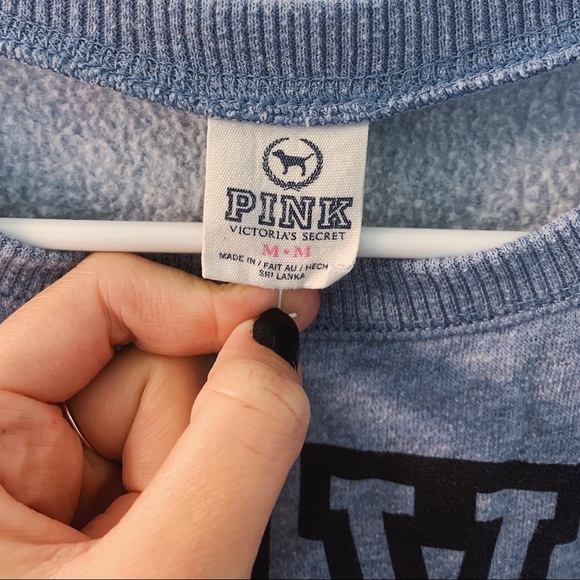 PINK
VICTORIA'S SECRET
M • M
MADE IN / FAIT AU / HECH
SRI LANKA